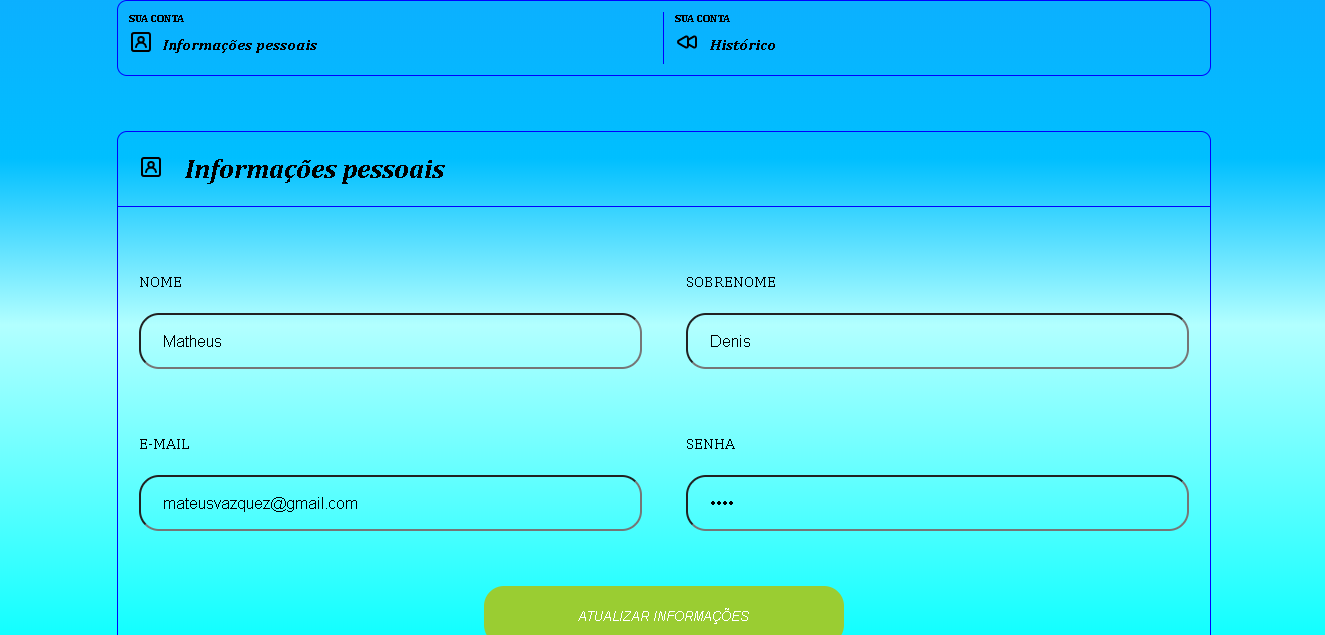 SUA CONTA
Informações pessoais
SUA CONTA
Histórico
Informações pessoais
NOME
SOBRENOME
Matheus
Denis
E-MAIL
SENHA
mateusvazquez@gmail.com
••••
ATUALIZAR INFORMAÇÕES